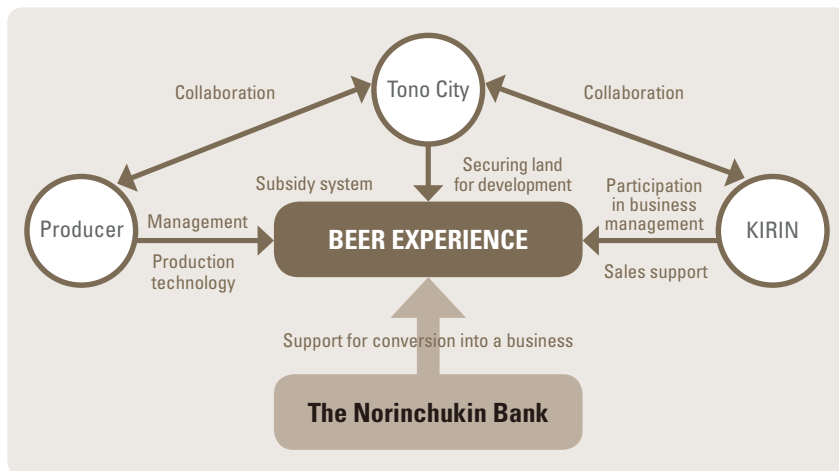 Tono City
Collaboration
Collaboration
Subsidy system
Securing land
for development
Producer
Management
Production
technology
BEER EXPERIENCE
Participation
in business
management
Sales support
KIRIN
Support for conversion into a business
The Norinchukin Bank